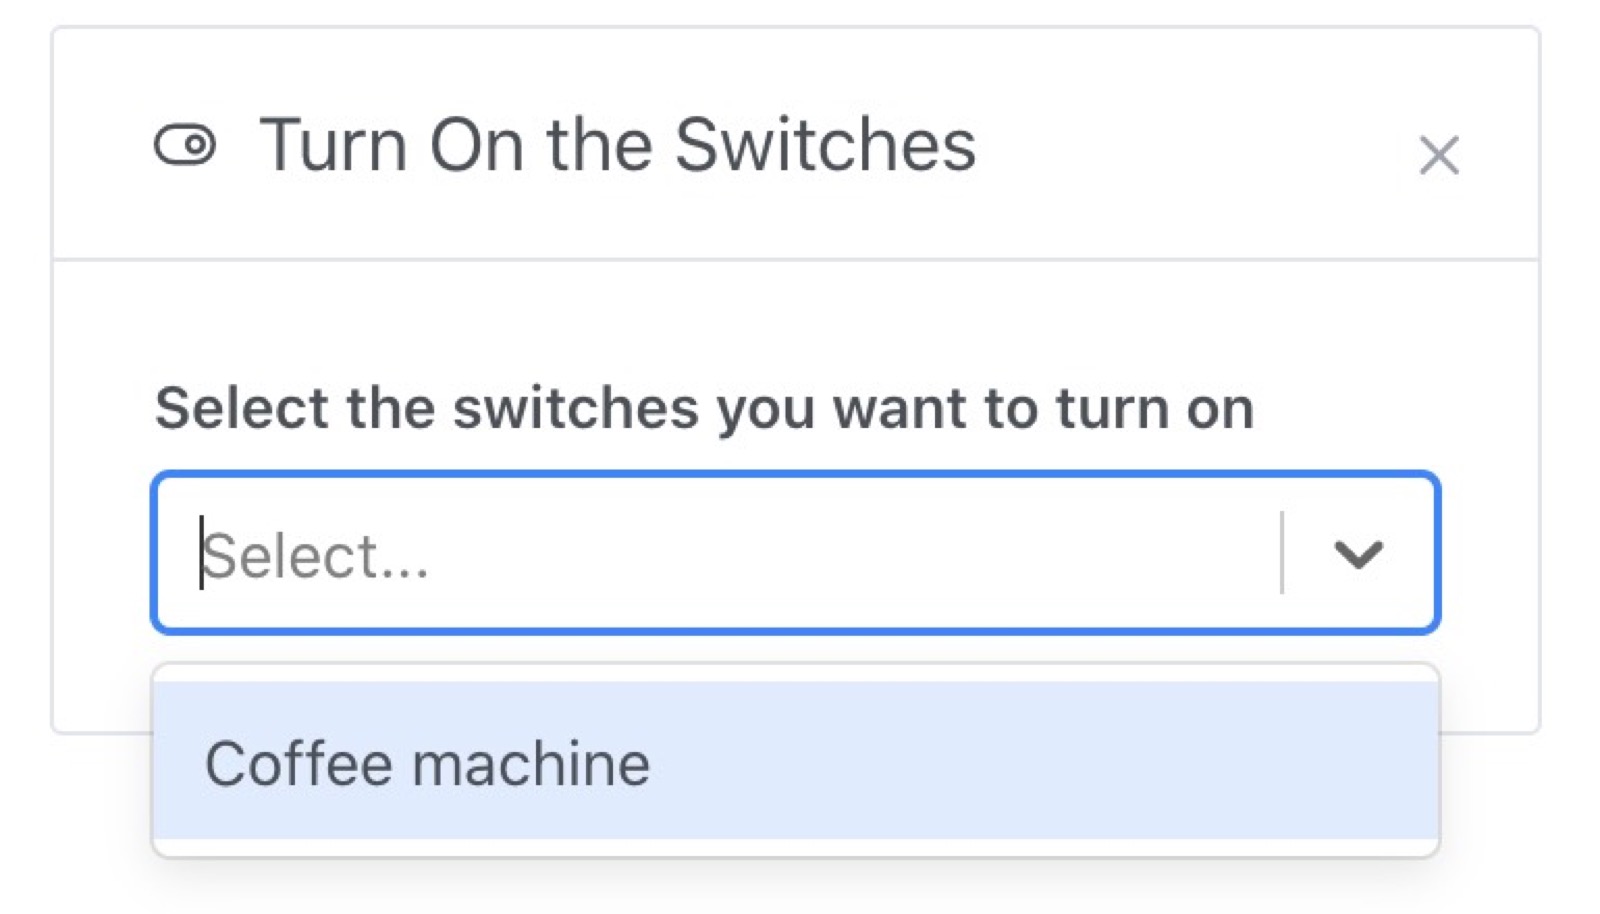 Turn On the Switches
Select the switches you want to turn on
Select...
Coffee machine